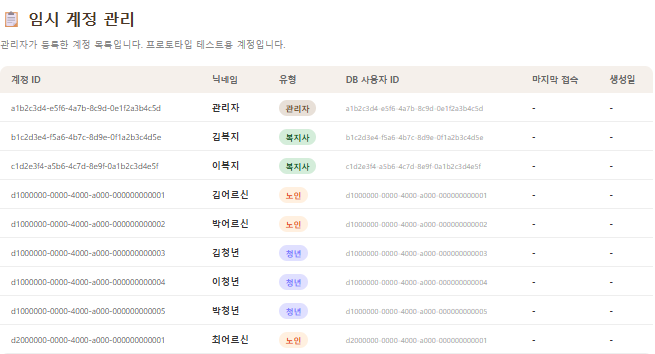 임시 계정 관리
관리자가 등록한 계정 목록입니다. 프로토타입 테스트용 계정입니다.
계정 ID 닉네임 유형 DB 사용자 ID 마지막 접속 생성일
a1b2c3d4-e5f6-4a7b-8c9d-0e1f2a3b4c5d 관리자 관리자 a1b2c3d4-e5f6-4a7b-8c9d-0e1f2a3b4c5d - -
b1c2d3e4-f5a6-4b7c-8d9e-0f1a2b3c4d5e 김복지 복지사 b1c2d3e4-f5a6-4b7c-8d9e-0f1a2b3c4d5e - -
c1d2e3f4-a5b6-4c7d-8e9f-0a1b2c3d4e5f 이복지 복지사 c1d2e3f4-a5b6-4c7d-8e9f-0a1b2c3d4e5f - -
d1000000-0000-4000-a000-000000000001 김어르신 노인 d1000000-0000-4000-a000-000000000001 - -
d1000000-0000-4000-a000-000000000002 박어르신 노인 d1000000-0000-4000-a000-000000000002 - -
d1000000-0000-4000-a000-000000000003 김청년 청년 d1000000-0000-4000-a000-000000000003 - -
d1000000-0000-4000-a000-000000000004 이청년 청년 d1000000-0000-4000-a000-000000000004 - -
d1000000-0000-4000-a000-000000000005 박청년 청년 d1000000-0000-4000-a000-000000000005 - -
d2000000-0000-4000-a000-000000000001 최어르신 노인 d2000000-0000-4000-a000-000000000001 - -